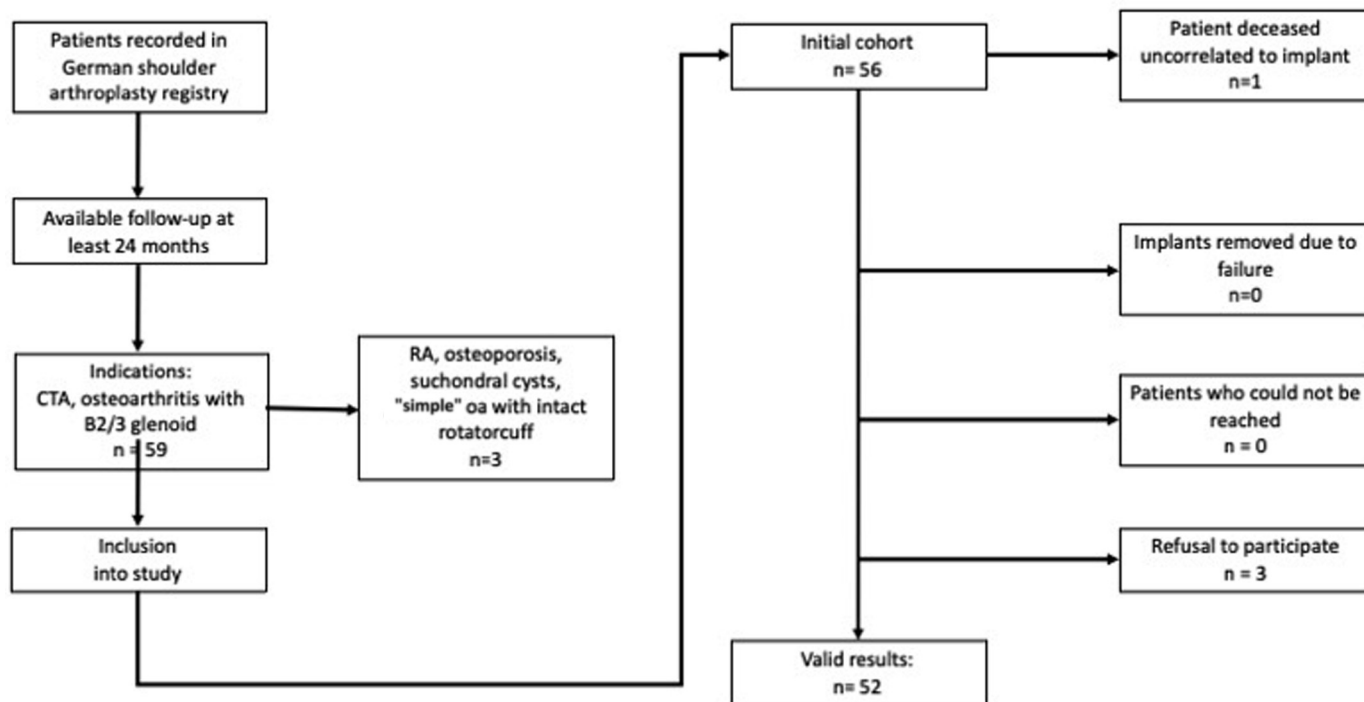 Patients recorded in
German shoulder
arthroplasty registry
Available follow-up at
least 24 months
Indications:
CTA, osteoarthritis with
B2/3 glenoid
n = 59
RA, osteoporosis,
suchondral cysts,
"simple" oa with intact
rotatorcuff
n=3
Inclusion
into study
Initial cohort
n= 56
Patient deceased
uncorrelated to implant
n=1
Implants removed due to
failure
n=0
Patients who could not be
reached
n = 0
Refusal to participate
n = 3
Valid results:
n= 52